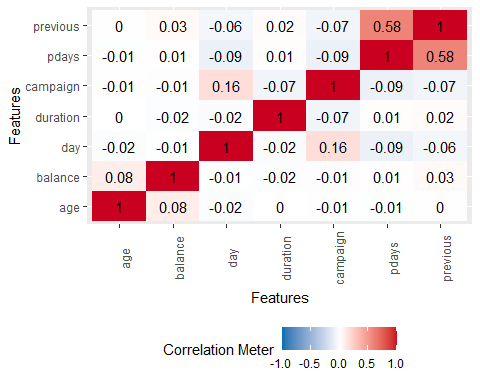 previous 0 0.03 -0.06 0.02 -0.07 0.58 1
pdays -0.01 0.01 -0.09 0.01 -0.09 1 0.58
campaign -0.01 -0.01 0.16 -0.07 1 -0.09 -0.07
duration 0 -0.02 -0.02 1 -0.07 0.01 0.02
day -0.02 -0.01 1 -0.02 0.16 -0.09 -0.06
balance 0.08 1 -0.01 -0.02 -0.01 0.01 0.03
age 1 0.08 -0.02 0 -0.01 -0.01 0
Features
age balance day duration campaign pdays previous
Features
Correlation Meter
-1.0 -0.5 0.0 0.5 1.0